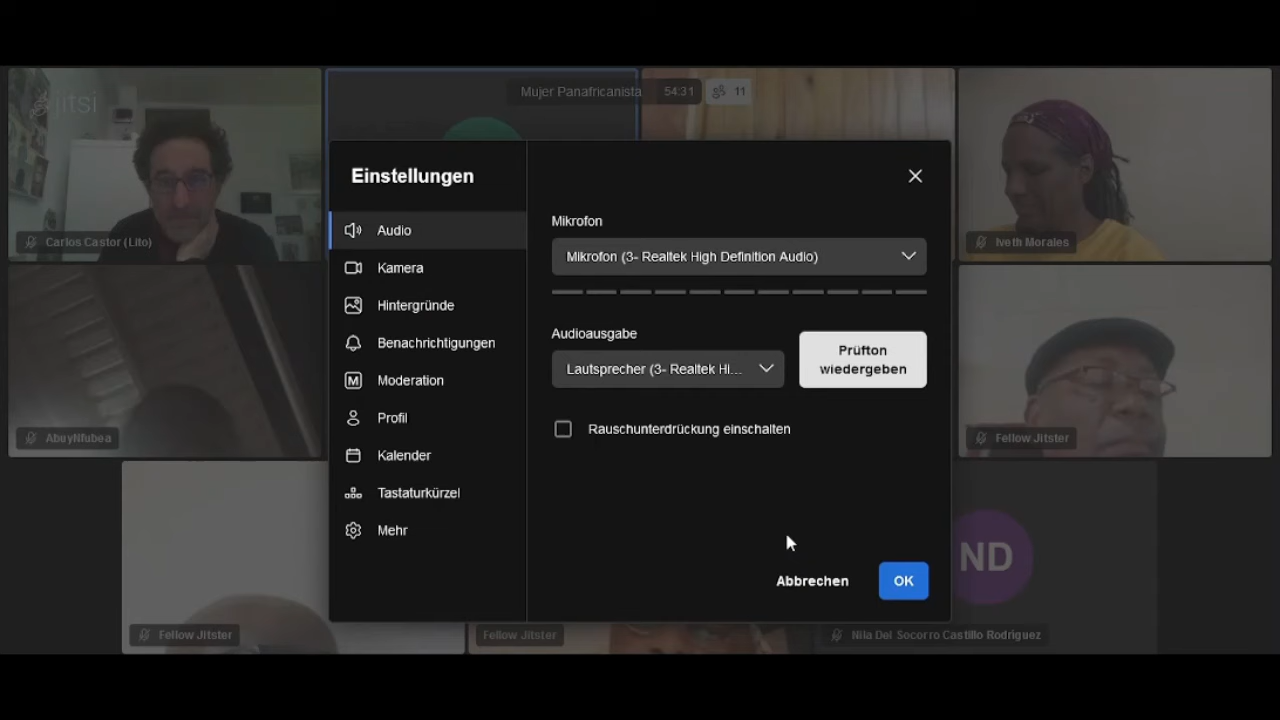 jitsi
Mujer Panafricanista
54:31
11
Carlos Castor (Lito)
Iveth Morales
AbuyNfubea
Fellow Jitster
Fellow Jitster
Fellow Jitster
ND
Nila Del Socorro Castillo Rodriguez
Einstellungen
Audio
Kamera
Hintergründe
Benachrichtigungen
M
Moderation
Profil
Kalender
Tastaturkürzel
Mehr
Mikrofon
Mikrofon (3- Realtek High Definition Audio)
Audioausgabe
Lautsprecher (3- Realtek Hi...
Prüfton
wiedergeben
Rauschunterdrückung einschalten
Abbrechen
OK